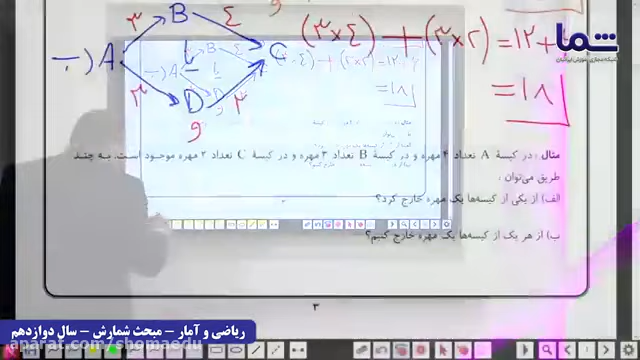 ب) A
B
C
D
۳
۴
یا
۳
۲
و
(۳×۴) + (۳×۲) = ۱۲+
= ۱۸
شما
مثال : در کیسهٔ A تعداد ۴ مهره و در کیسهٔ B تعداد ۳ مهره و در کیسهٔ C تعداد ۲ مهره موجود است. به چند
طریق می‌توان :
الف) از یکی از کیسه‌ها یک مهره خارج کرد؟
ب) از هر یک از کیسه‌ها یک مهره خارج کنیم؟
۳
ریاضی و آمار – مبحث شمارش – سال دوازدهم
aparat.com/shomaedu